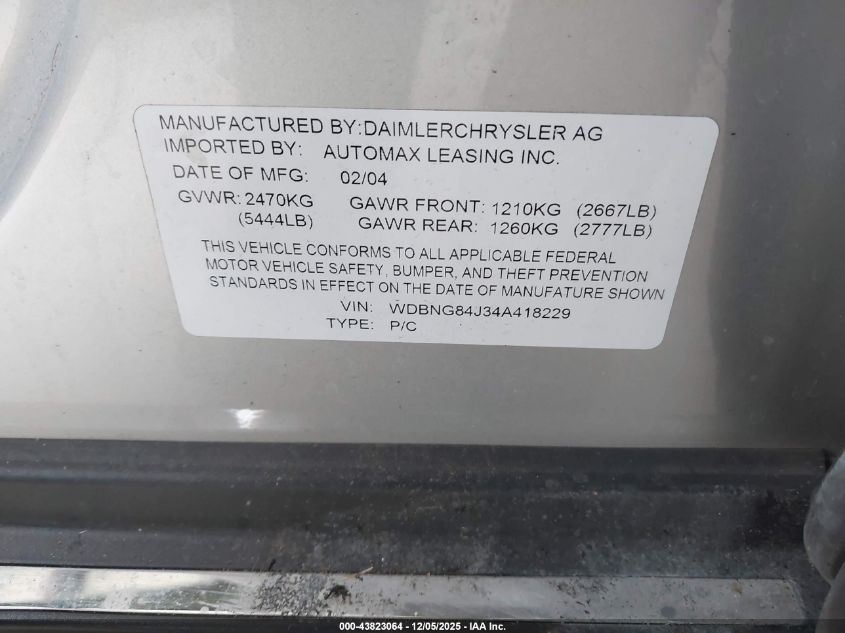 MANUFACTURED BY:DAIMLERCHRYSLER AG
IMPORTED BY: AUTOMAX LEASING INC.
DATE OF MFG: 02/04
GVWR: 2470KG GAWR FRONT: 1210KG (2667LB)
(5444LB) GAWR REAR: 1260KG (2777LB)
THIS VEHICLE CONFORMS TO ALL APPLICABLE FEDERAL
MOTOR VEHICLE SAFETY, BUMPER, AND THEFT PREVENTION
STANDARDS IN EFFECT ON THE DATE OF MANUFATURE SHOWN
VIN: WDBNG84J34A418229
TYPE: P/C
000-43823064 - 12/05/2025 - IAA Inc.